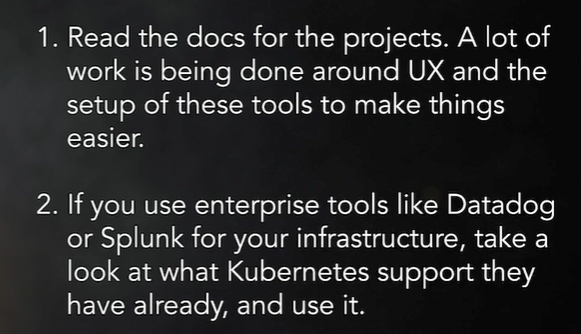 1. Read the docs for the projects. A lot of
work is being done around UX and the
setup of these tools to make things
easier.
2. If you use enterprise tools like Datadog
or Splunk for your infrastructure, take a
look at what Kubernetes support they
have already, and use it.